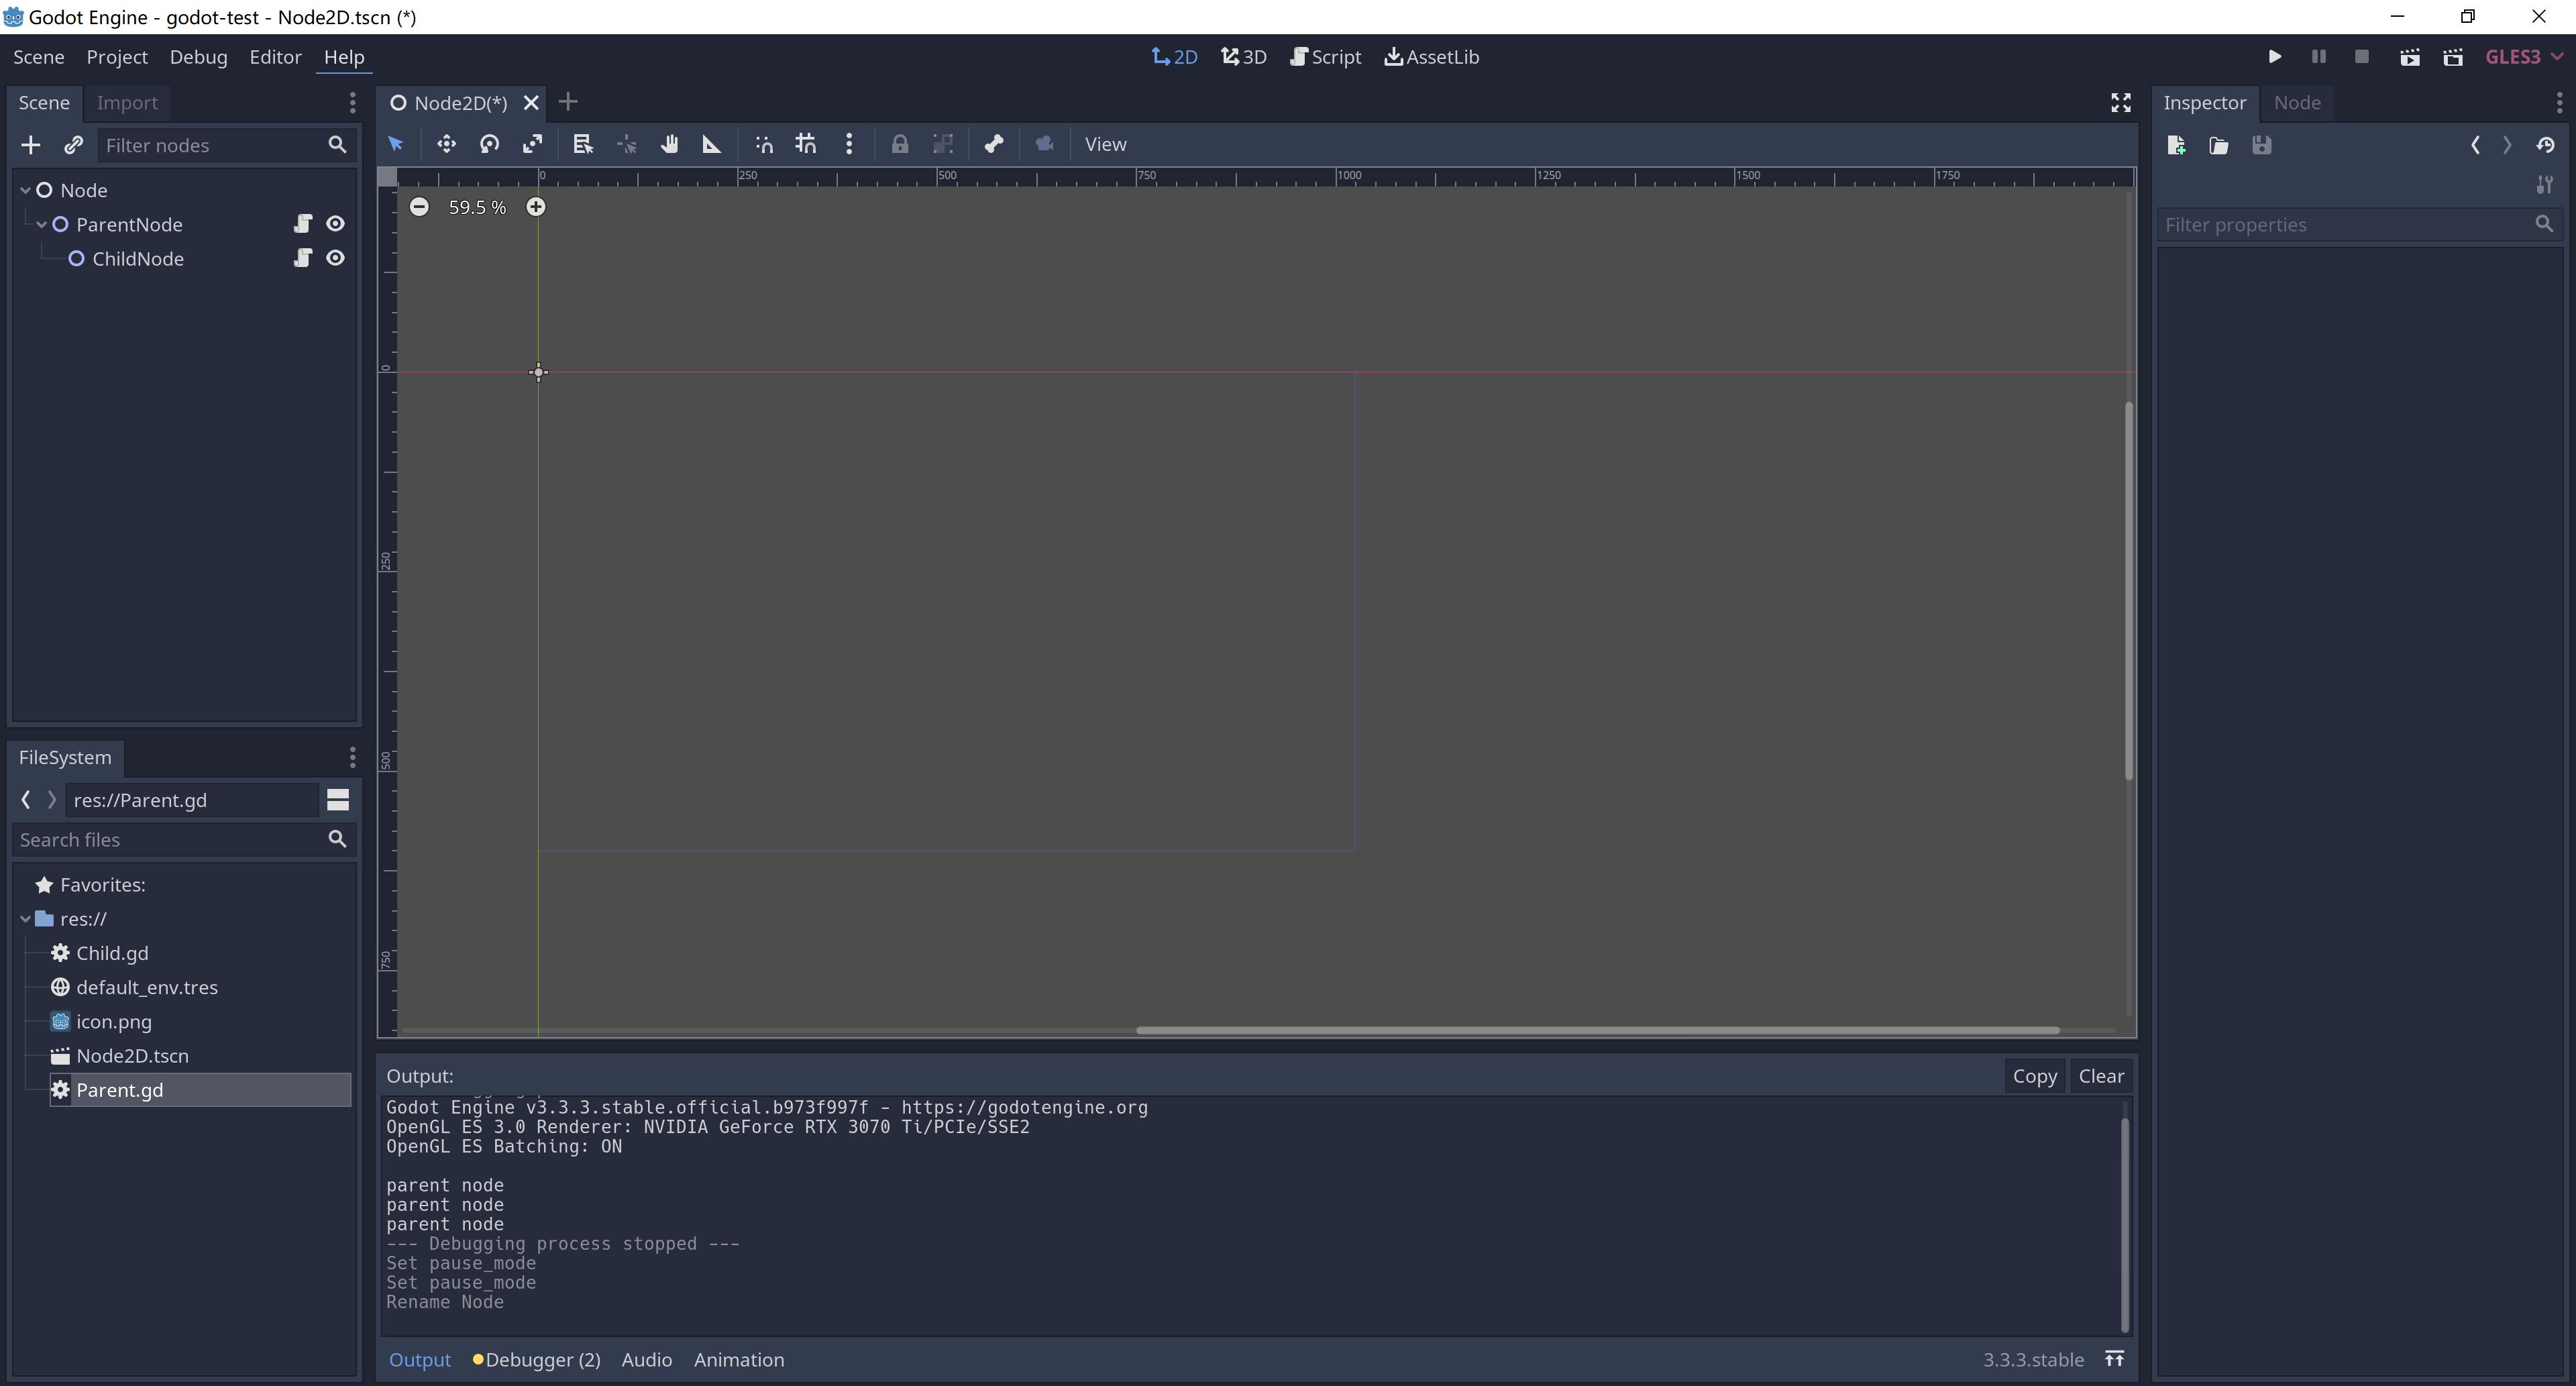 Godot Engine - godot-test - Node2D.tscn (*)
Scene Project Debug Editor Help
2D 3D Script AssetLib
GLES3
Scene Import
Filter nodes
Node
ParentNode
ChildNode
FileSystem
res://Parent.gd
Search files
Favorites:
res://
Child.gd
default_env.tres
icon.png
Node2D.tscn
Parent.gd
Node2D(*)
View
0 250 500 750 1000 1250 1500 1750
59.5 %
0
250
500
750
Output:
Copy Clear
Godot Engine v3.3.3.stable.official.b973f997f - https://godotengine.org
OpenGL ES 3.0 Renderer: NVIDIA GeForce RTX 3070 Ti/PCIe/SSE2
OpenGL ES Batching: ON
parent node
parent node
parent node
--- Debugging process stopped ---
Set pause_mode
Set pause_mode
Rename Node
Output Debugger (2) Audio Animation
3.3.3.stable
Inspector Node
Filter properties